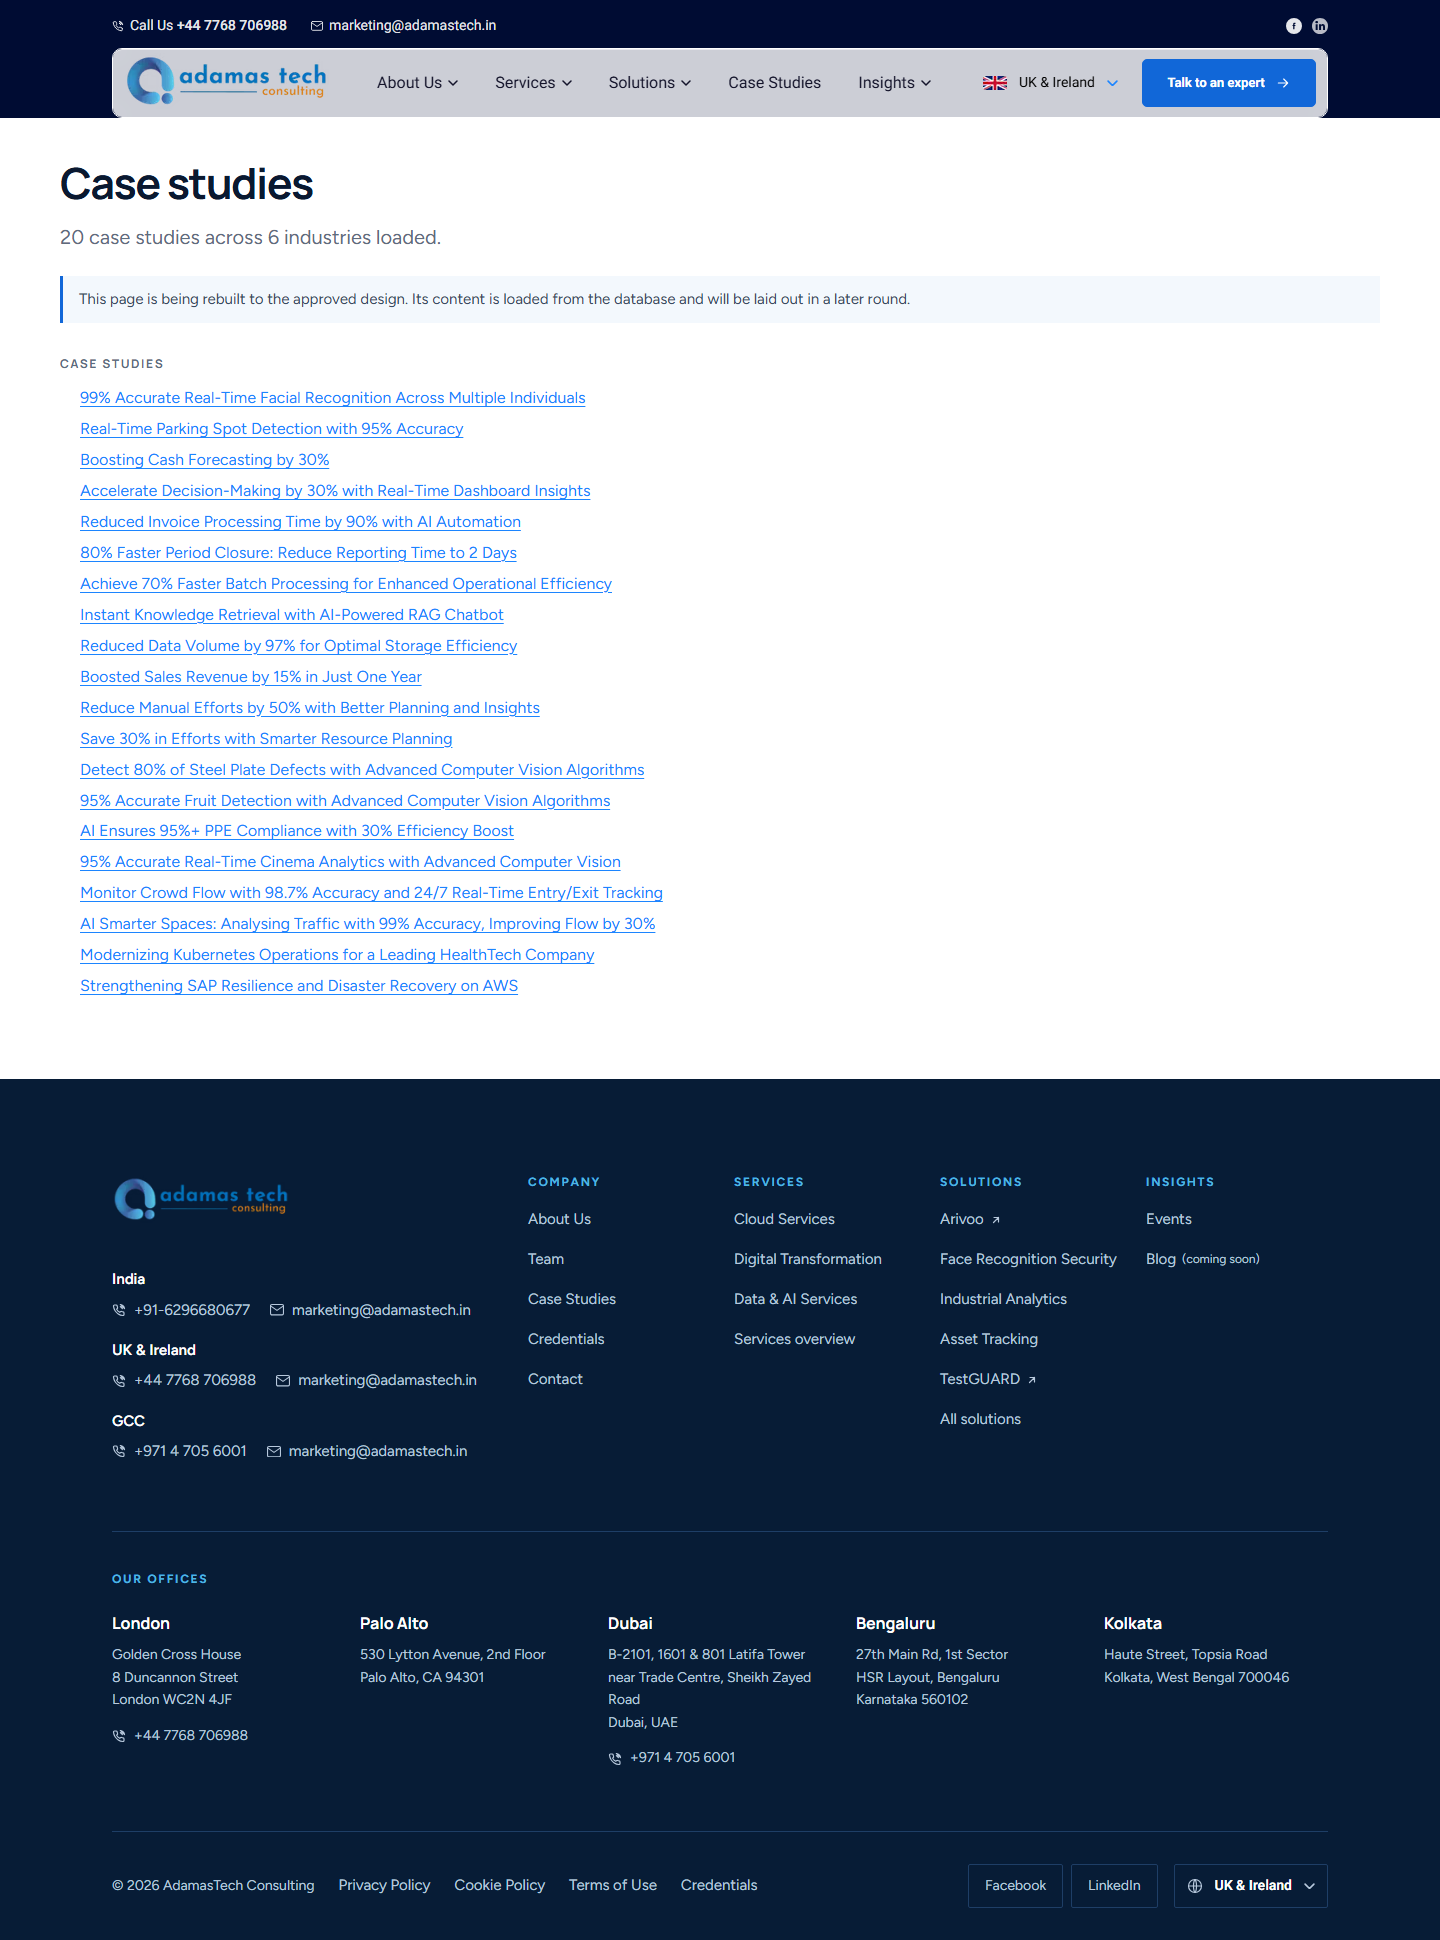 Call Us +44 7768 706988
marketing@adamastech.in
adamas tech
consulting
About Us
Services
Solutions
Case Studies
Insights
UK & Ireland
Talk to an expert
Case studies
20 case studies across 6 industries loaded.
This page is being rebuilt to the approved design. Its content is loaded from the database and will be laid out in a later round.
CASE STUDIES
99% Accurate Real-Time Facial Recognition Across Multiple Individuals
Real-Time Parking Spot Detection with 95% Accuracy
Boosting Cash Forecasting by 30%
Accelerate Decision-Making by 30% with Real-Time Dashboard Insights
Reduced Invoice Processing Time by 90% with AI Automation
80% Faster Period Closure: Reduce Reporting Time to 2 Days
Achieve 70% Faster Batch Processing for Enhanced Operational Efficiency
Instant Knowledge Retrieval with AI-Powered RAG Chatbot
Reduced Data Volume by 97% for Optimal Storage Efficiency
Boosted Sales Revenue by 15% in Just One Year
Reduce Manual Efforts by 50% with Better Planning and Insights
Save 30% in Efforts with Smarter Resource Planning
Detect 80% of Steel Plate Defects with Advanced Computer Vision Algorithms
95% Accurate Fruit Detection with Advanced Computer Vision Algorithms
AI Ensures 95%+ PPE Compliance with 30% Efficiency Boost
95% Accurate Real-Time Cinema Analytics with Advanced Computer Vision
Monitor Crowd Flow with 98.7% Accuracy and 24/7 Real-Time Entry/Exit Tracking
AI Smarter Spaces: Analysing Traffic with 99% Accuracy, Improving Flow by 30%
Modernizing Kubernetes Operations for a Leading HealthTech Company
Strengthening SAP Resilience and Disaster Recovery on AWS
adamas tech
consulting
India
+91-6296680677
marketing@adamastech.in
UK & Ireland
+44 7768 706988
marketing@adamastech.in
GCC
+971 4 705 6001
marketing@adamastech.in
COMPANY
About Us
Team
Case Studies
Credentials
Contact
SERVICES
Cloud Services
Digital Transformation
Data & AI Services
Services overview
SOLUTIONS
Arivoo
Face Recognition Security
Industrial Analytics
Asset Tracking
TestGUARD
All solutions
INSIGHTS
Events
Blog (coming soon)
OUR OFFICES
London
Golden Cross House
8 Duncannon Street
London WC2N 4JF
+44 7768 706988
Palo Alto
530 Lytton Avenue, 2nd Floor
Palo Alto, CA 94301
Dubai
B-2101, 1601 & 801 Latifa Tower
near Trade Centre, Sheikh Zayed
Road
Dubai, UAE
+971 4 705 6001
Bengaluru
27th Main Rd, 1st Sector
HSR Layout, Bengaluru
Karnataka 560102
Kolkata
Haute Street, Topsia Road
Kolkata, West Bengal 700046
© 2026 AdamasTech Consulting
Privacy Policy
Cookie Policy
Terms of Use
Credentials
Facebook
LinkedIn
UK & Ireland